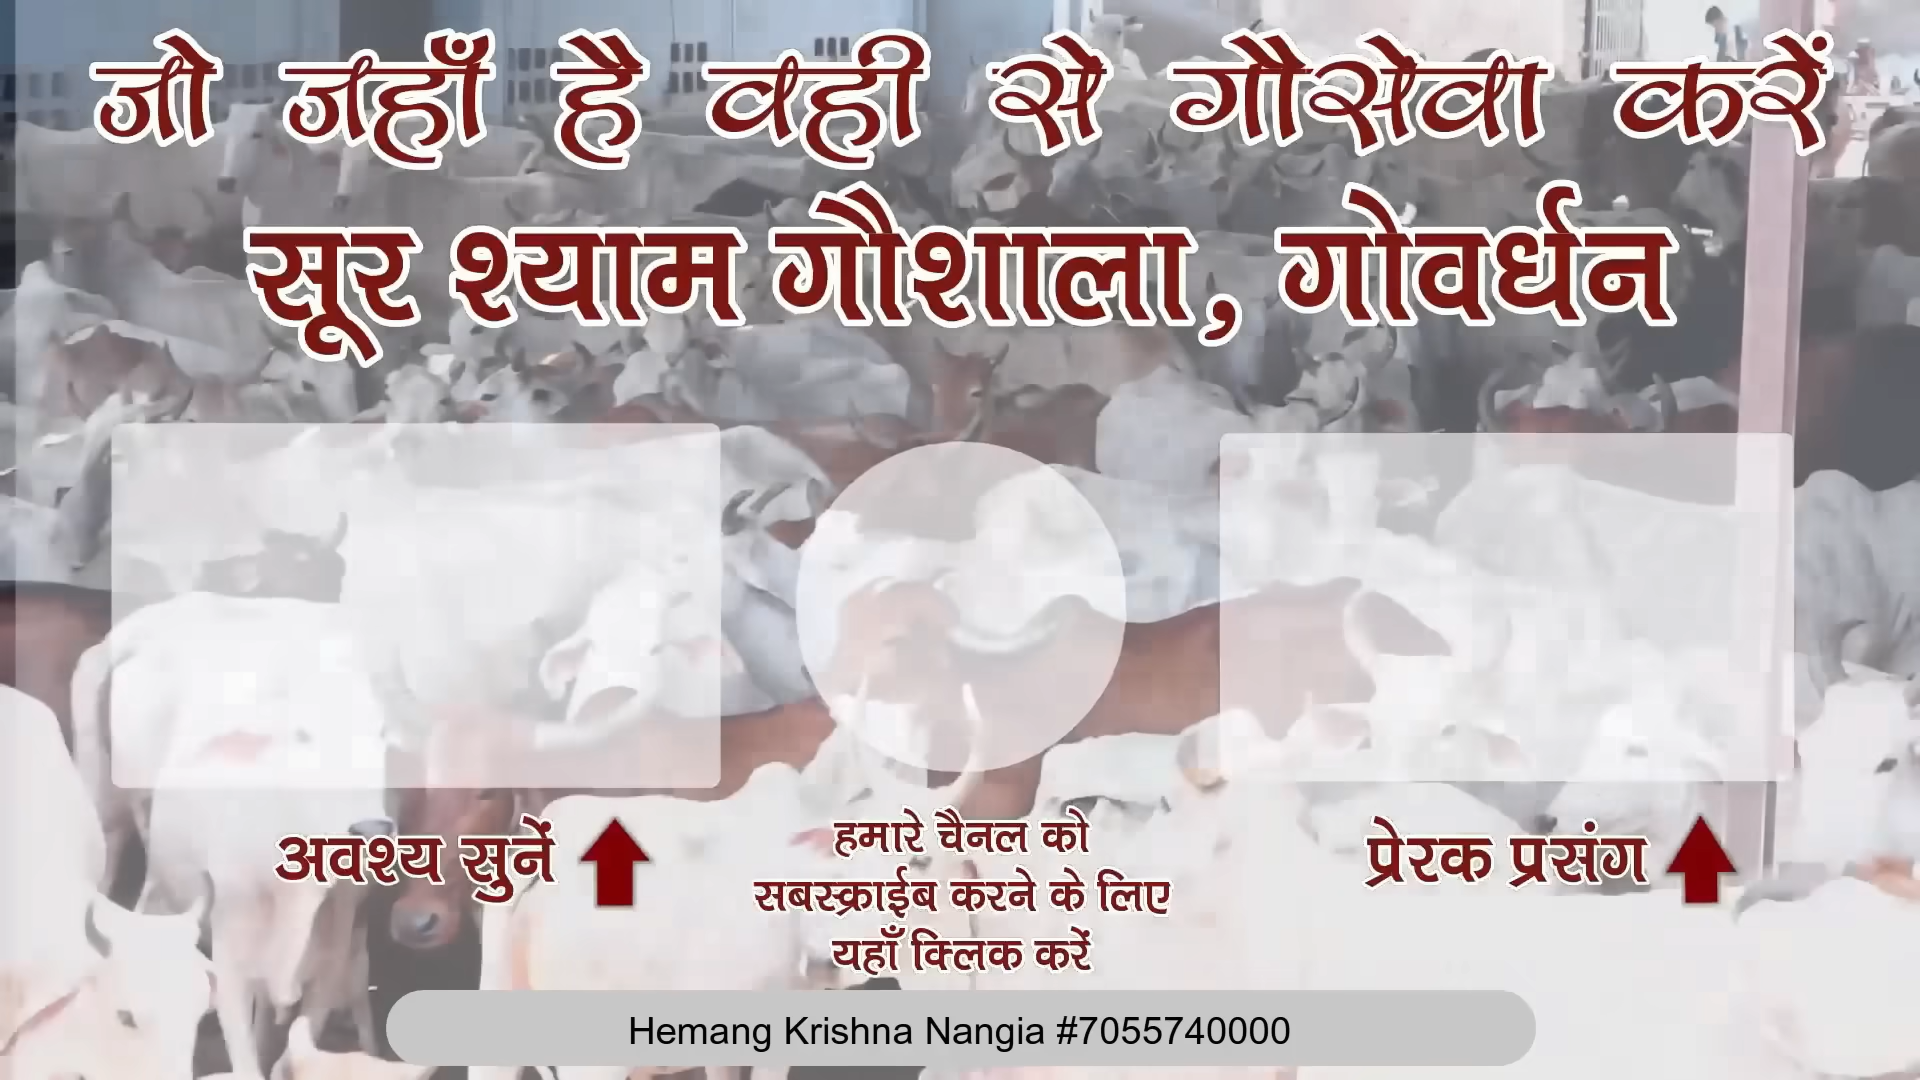 जो जहाँ है वही से गौसेवा करें
सूर श्याम गौशाला, गोवर्धन
अवश्य सुनें
हमारे चैनल को
सबस्क्राईब करने के लिए
यहाँ क्लिक करें
प्रेरक प्रसंग
Hemang Krishna Nangia #7055740000